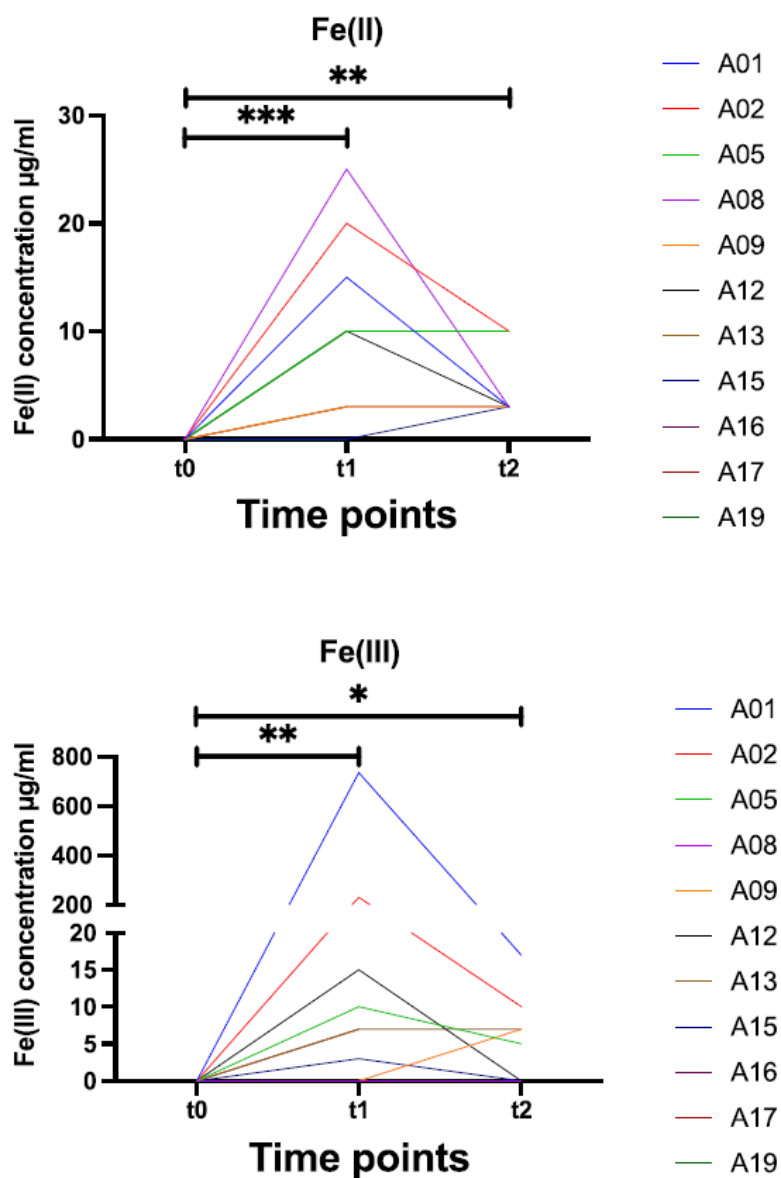 Fe(II)
**
***
Fe(II) concentration µg/ml
30
20
10
0
t0 t1 t2
Time points
A01
A02
A05
A08
A09
A12
A13
A15
A16
A17
A19
Fe(III)
*
**
Fe(III) concentration µg/ml
800
600
400
200
20
15
10
5
0
t0 t1 t2
Time points
A01
A02
A05
A08
A09
A12
A13
A15
A16
A17
A19